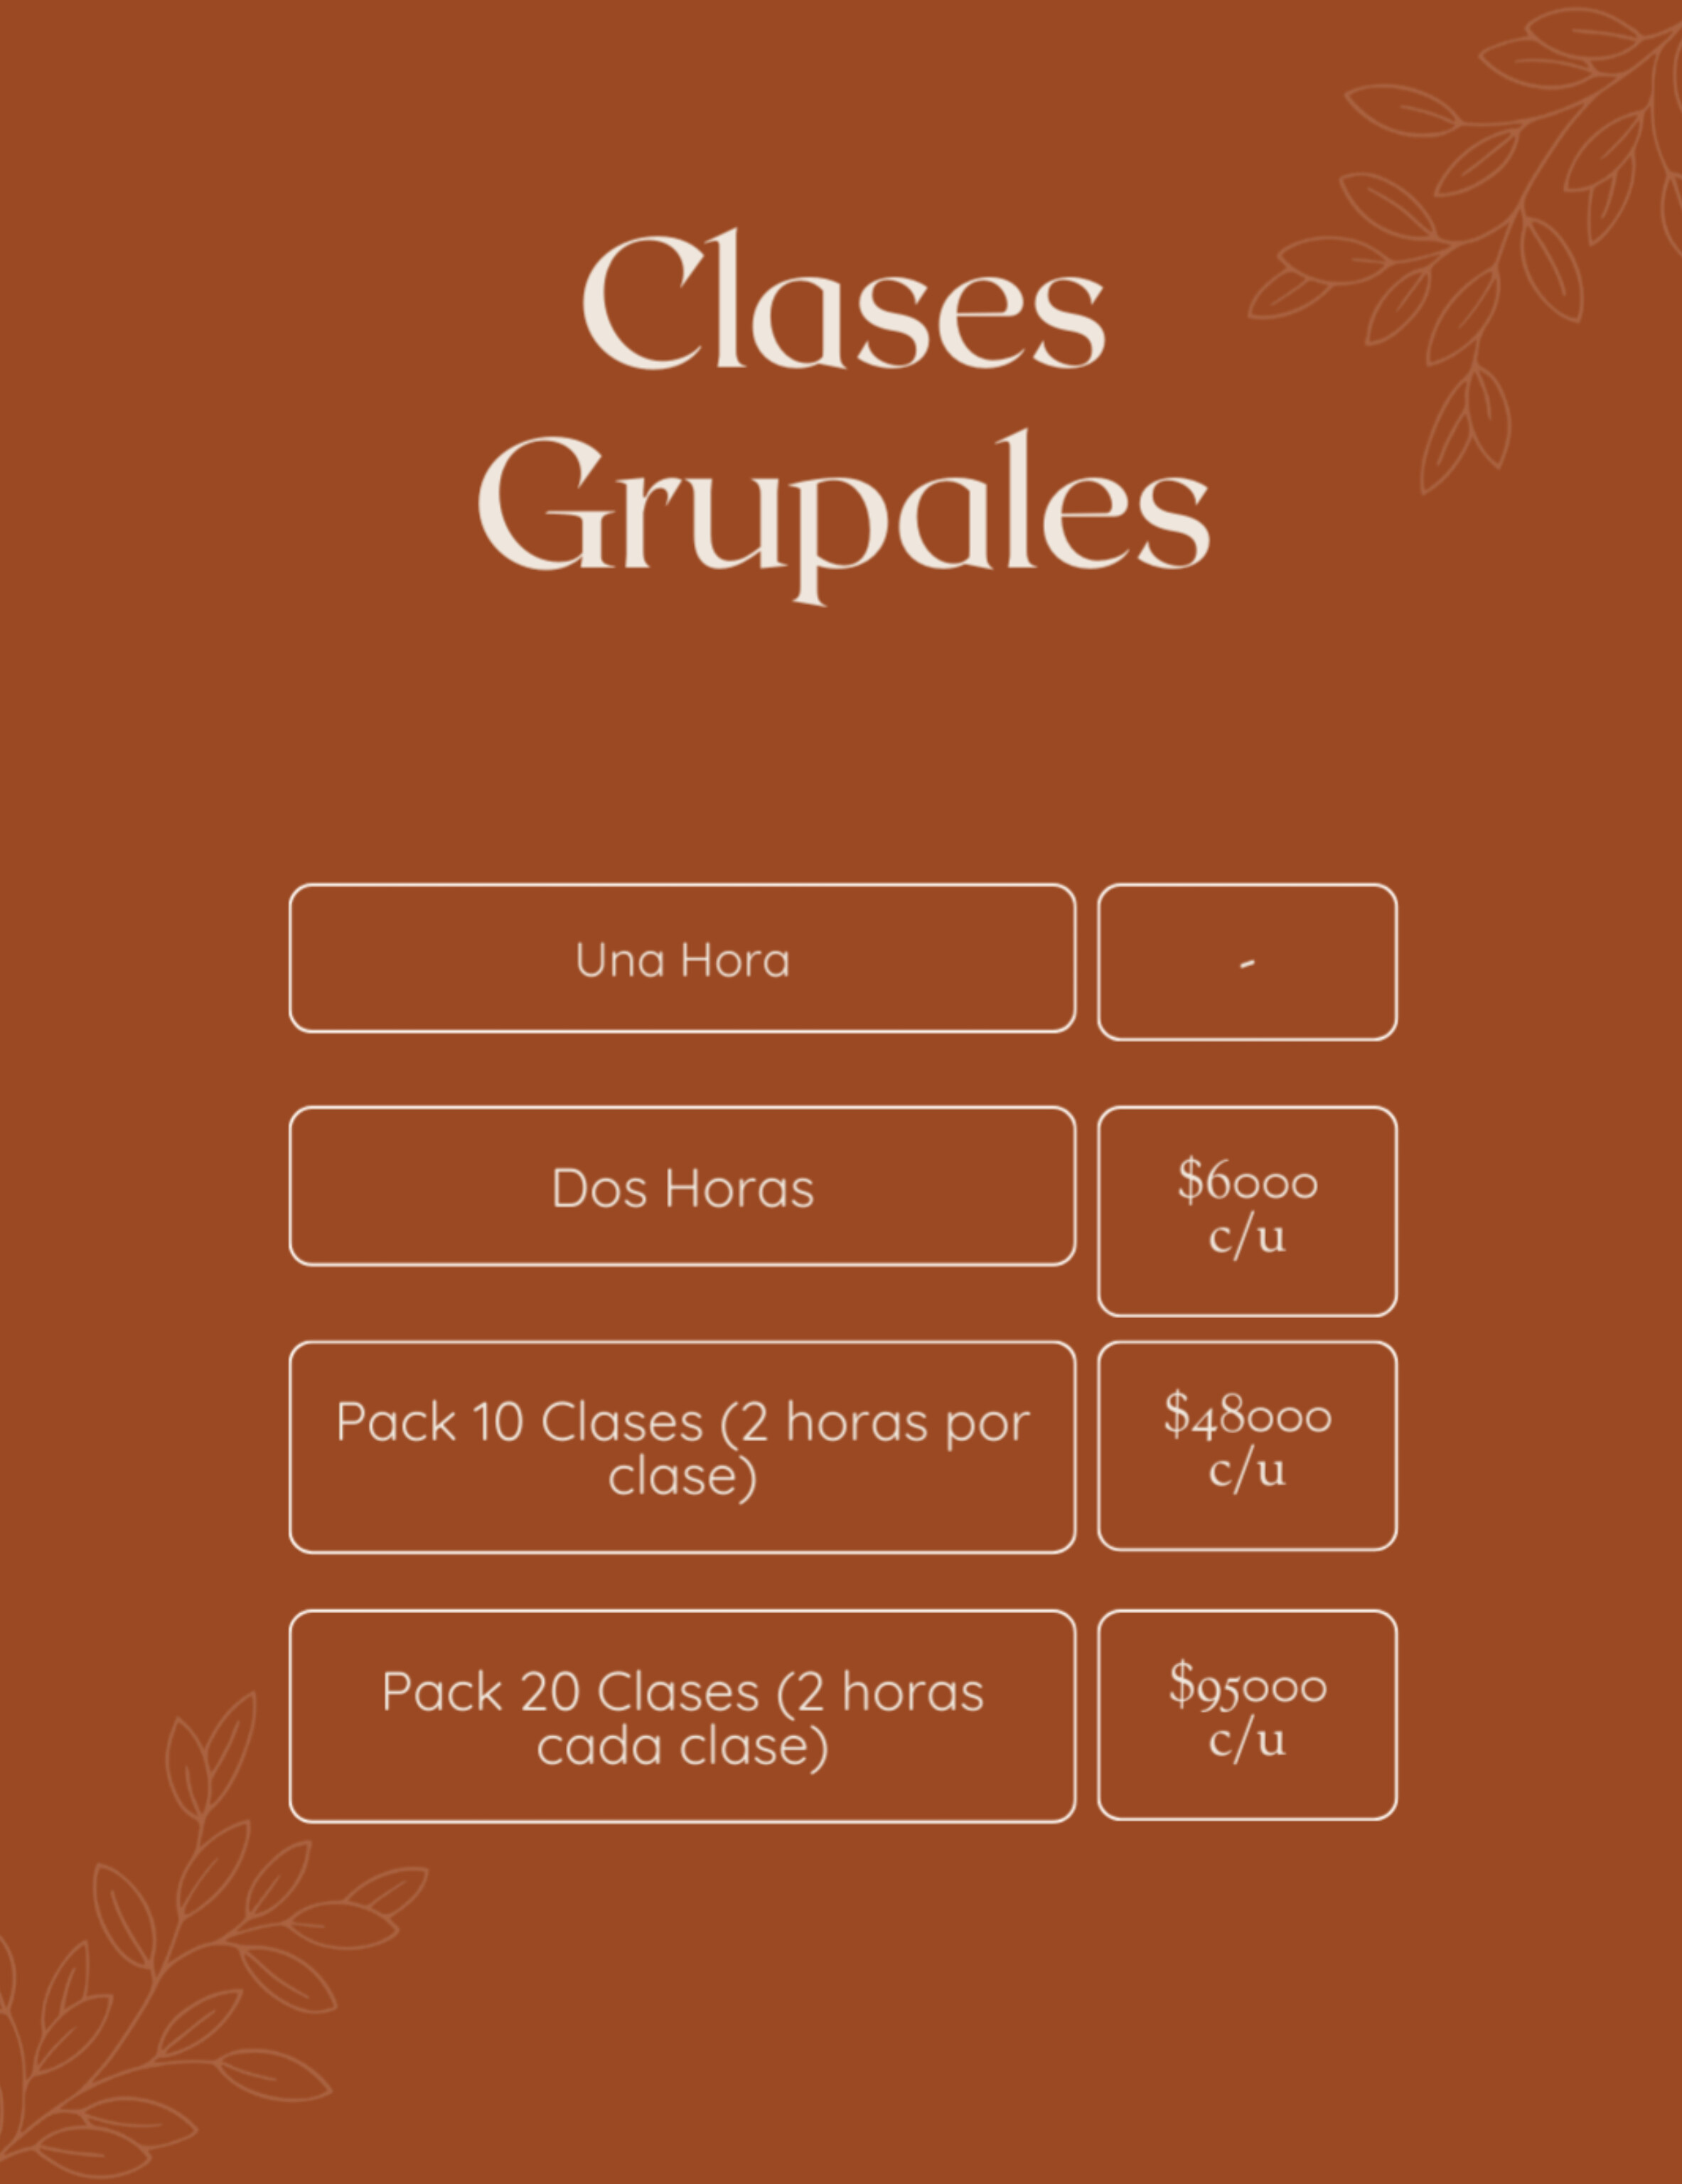 Clases
Grupales
Una Hora
-
Dos Horas
$6000
c/u
Pack 10 Clases (2 horas por
clase)
$48000
c/u
Pack 20 Clases (2 horas
cada clase)
$95000
c/u